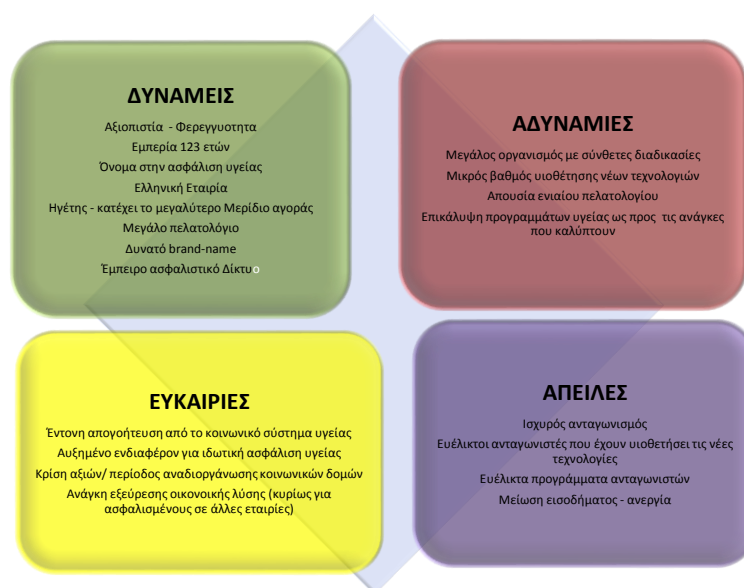 ΔΥΝΑΜΕΙΣ
Αξιοπιστία - Φερεγγυοτητα
Εμπερία 123 ετών
Όνομα στην ασφάλιση υγείας
Ελληνική Εταιρία
Ηγέτης - κατέχει το μεγαλύτερο Μερίδιο αγοράς
Μεγάλο πελατολόγιο
Δυνατό brand-name
Έμπειρο ασφαλιστικό Δίκτυο
ΑΔΥΝΑΜΙΕΣ
Μεγάλος οργανισμός με σύνθετες διαδικασίες
Μικρός βαθμός υιοθέτησης νέων τεχνολογιών
Απουσία ενιαίου πελατολογίου
Επικάλυψη προγραμμάτων υγείας ως προς τις ανάγκες
που καλύπτουν
ΕΥΚΑΙΡΙΕΣ
Έντονη απογοήτευση από το κοινωνικό σύστημα υγείας
Αυξημένο ενδιαφέρον για ιδωτική ασφάλιση υγείας
Κρίση αξιών/ περίοδος αναδιοργάνωσης κοινωνικών δομών
Ανάγκη εξεύρεσης οικονοικής λύσης (κυρίως για
ασφαλισμένους σε άλλες εταιρίες)
ΑΠΕΙΛΕΣ
Ισχυρός ανταγωνισμός
Ευέλικτοι ανταγωνιστές που έχουν υιοθετήσει τις νέες
τεχνολογίες
Ευέλικτα προγράμματα ανταγωνιστών
Μείωση εισοδήματος - ανεργία